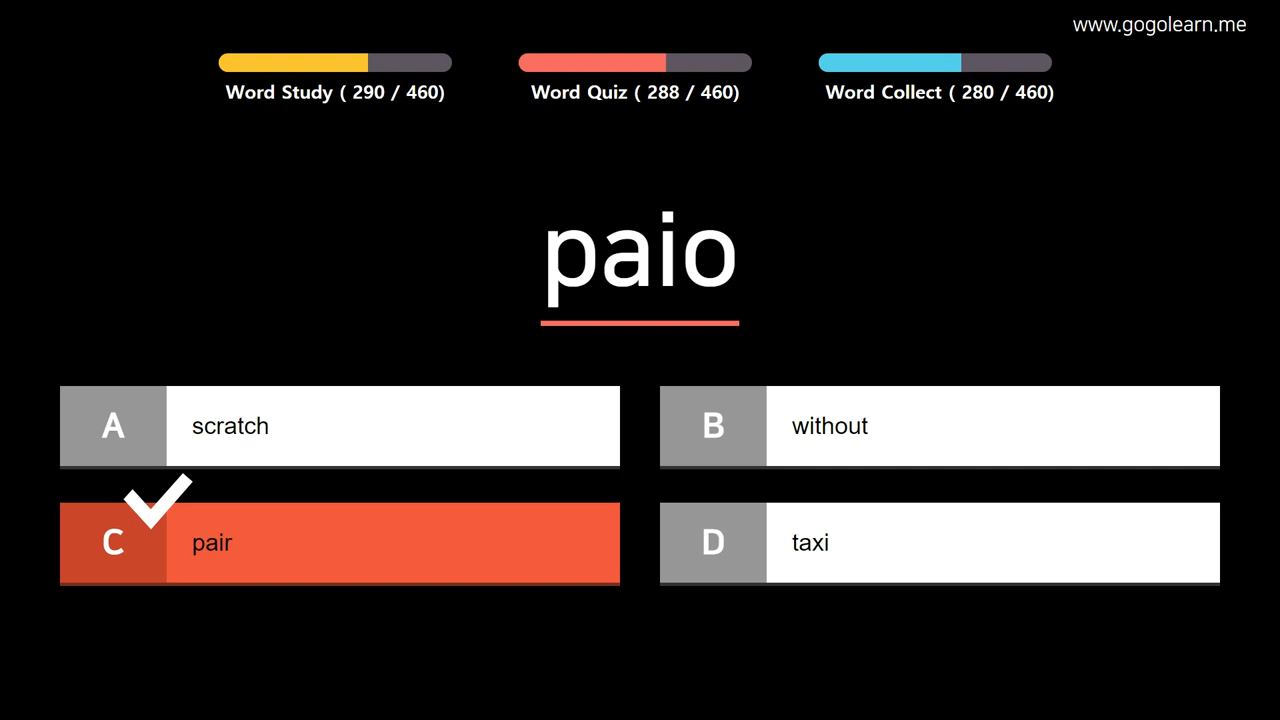 www.gogolearn.me
Word Study ( 290 / 460)
Word Quiz ( 288 / 460)
Word Collect ( 280 / 460)
paio
A scratch
B without
C pair
D taxi